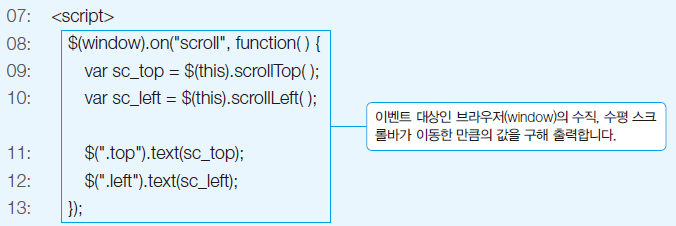 07: <script>
08: $(window).on("scroll", function( ) {
09: var sc_top = $(this).scrollTop( );
10: var sc_left = $(this).scrollLeft( );
이벤트 대상인 브라우저(window)의 수직, 수평 스크
롤바가 이동한 만큼의 값을 구해 출력합니다.
11: $(".top").text(sc_top);
12: $(".left").text(sc_left);
13: });